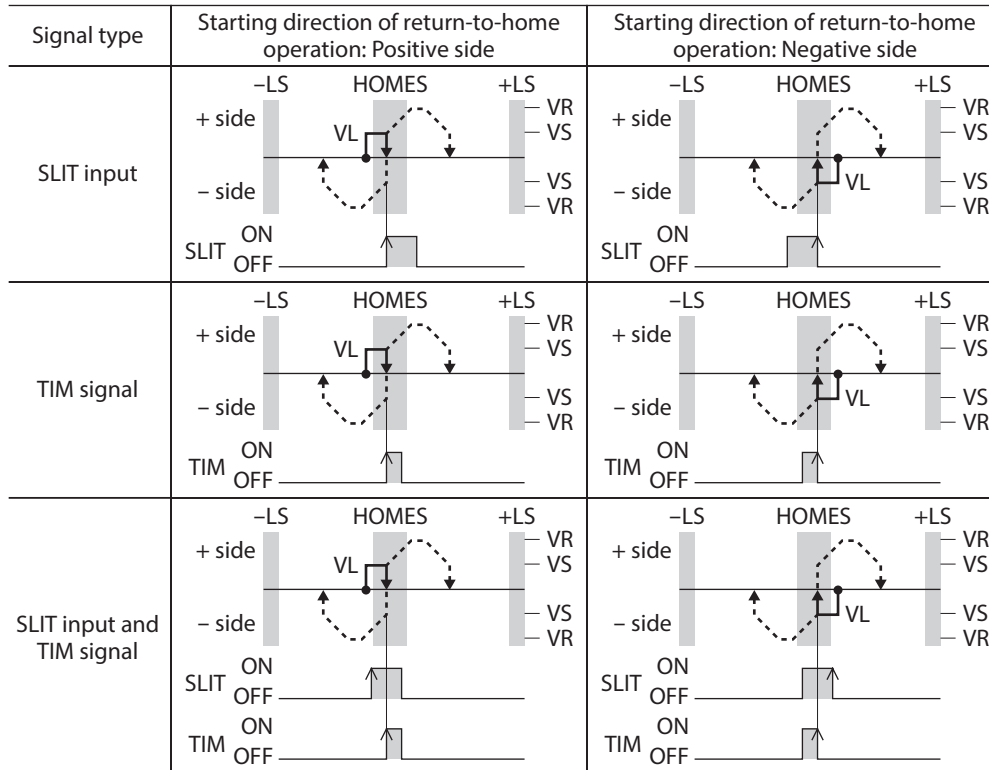 Signal type
Starting direction of return-to-home
operation: Positive side
Starting direction of return-to-home
operation: Negative side
SLIT input
–LS HOMES +LS
VR
+ side VL VS
– side VS
VR
ON
SLIT
OFF
–LS HOMES +LS
VR
+ side VS
– side VL VS
VR
ON
SLIT
OFF
TIM signal
–LS HOMES +LS
VR
+ side VL VS
– side VS
VR
ON
TIM
OFF
–LS HOMES +LS
VR
+ side VS
– side VL VS
VR
ON
TIM
OFF
SLIT input and
TIM signal
–LS HOMES +LS
VR
+ side VL VS
– side VS
VR
ON
SLIT
OFF
ON
TIM
OFF
–LS HOMES +LS
VR
+ side VS
– side VL VS
VR
ON
SLIT
OFF
ON
TIM
OFF